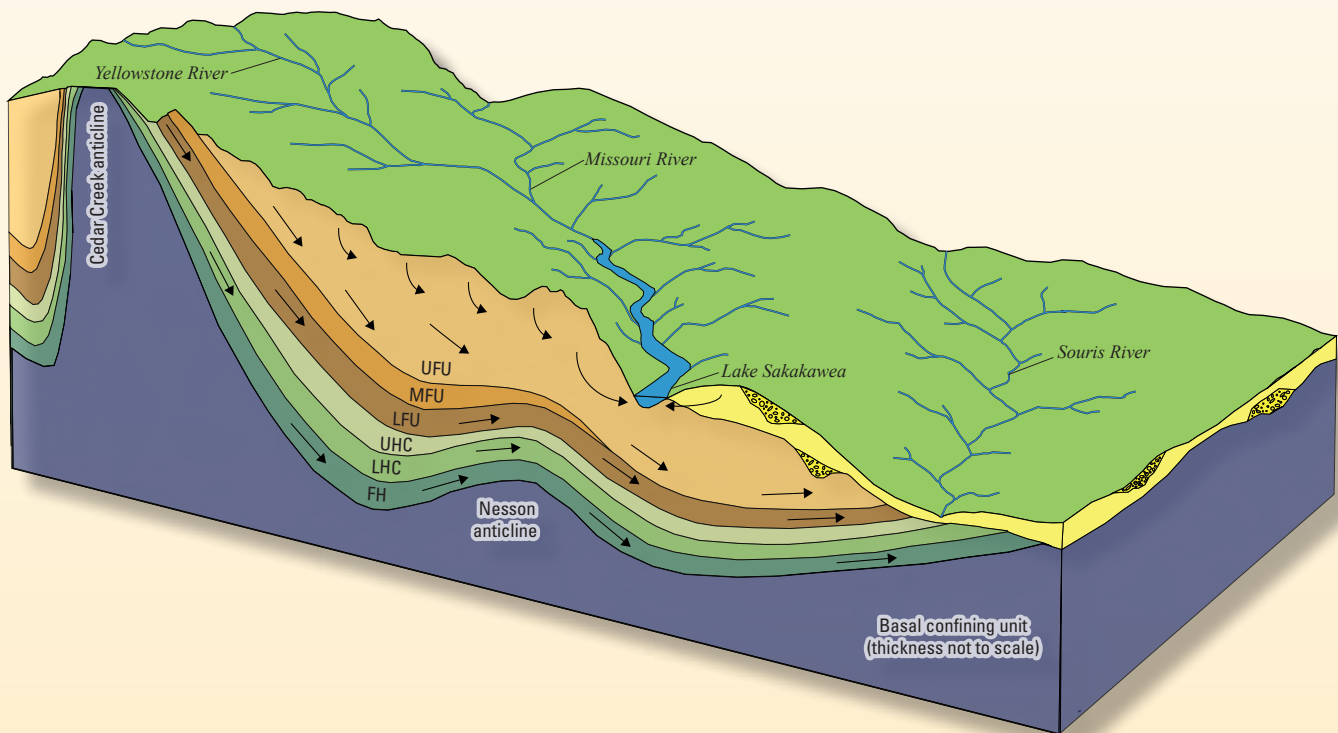 Yellowstone River
Missouri River
Cedar Creek anticline
Souris River
Lake Sakakawea
UFU
MFU
LFU
UHC
LHC
FH
Nesson
anticline
Basal confining unit
(thickness not to scale)